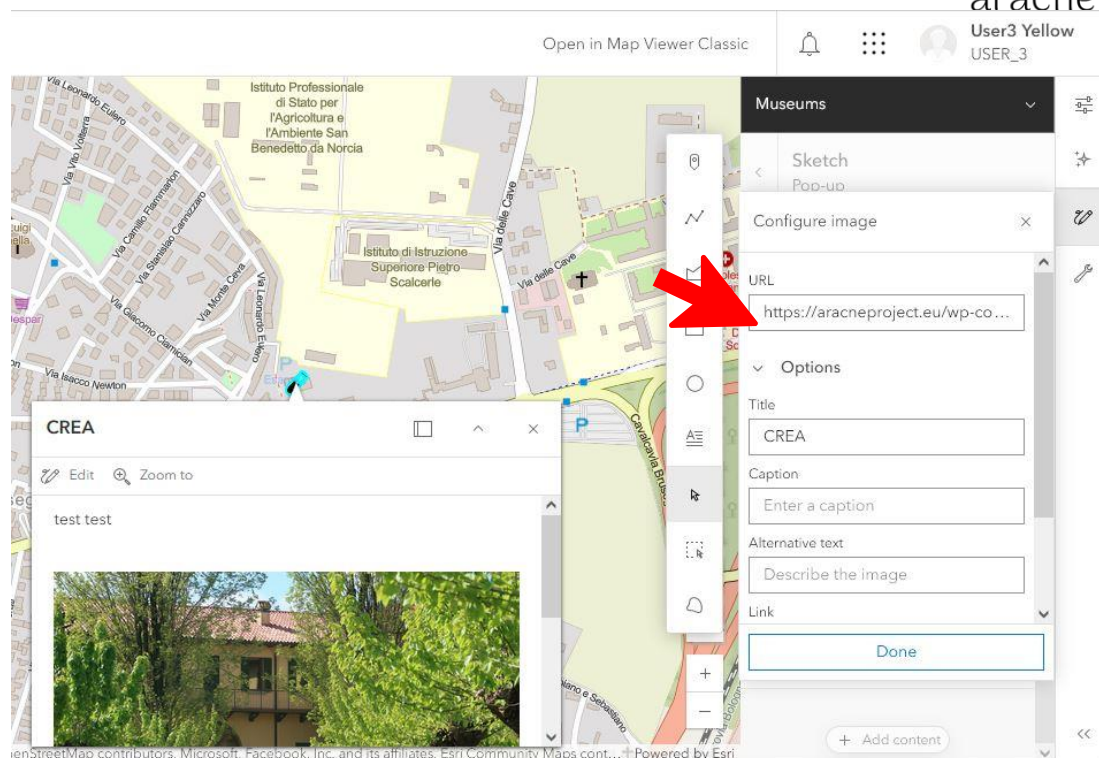 aracne
Open in Map Viewer Classic
User3 Yellow
USER_3
Via Leonardo Eulero
Via Vito Volterra
Via Camillo Flammarion
Via Stanislao Cannizzaro
Via Monte Ceva
Via Giacomo Ciamician
Via Isacco Newton
Via Leonardo Eulero
Istituto Professionale
di Stato per
l'Agricoltura e
l'Ambiente San
Benedetto da Norcia
Istituto di Istruzione
Superiore Pietro
Scalcerle
Via delle Cave
Via delle Cave
P
P
Cavalcavia
Museums
Sketch
Pop-up
Configure image
URL
https://aracneproject.eu/wp-co...
Options
Title
CREA
Caption
Enter a caption
Alternative text
Describe the image
Link
Done
+ Add content
CREA
Edit
Zoom to
test test
OpenStreetMap contributors, Microsoft, Facebook, Inc. and its affiliates, Esri Community Maps cont...
Powered by Esri